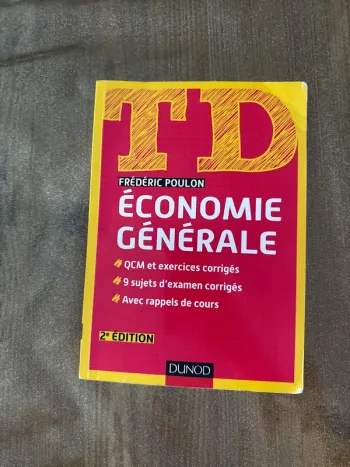 TD
FRÉDÉRIC POULON
ÉCONOMIE
GÉNÉRALE
QCM et exercices corrigés
9 sujets d'examen corrigés
Avec rappels de cours
2e ÉDITION
DUNOD